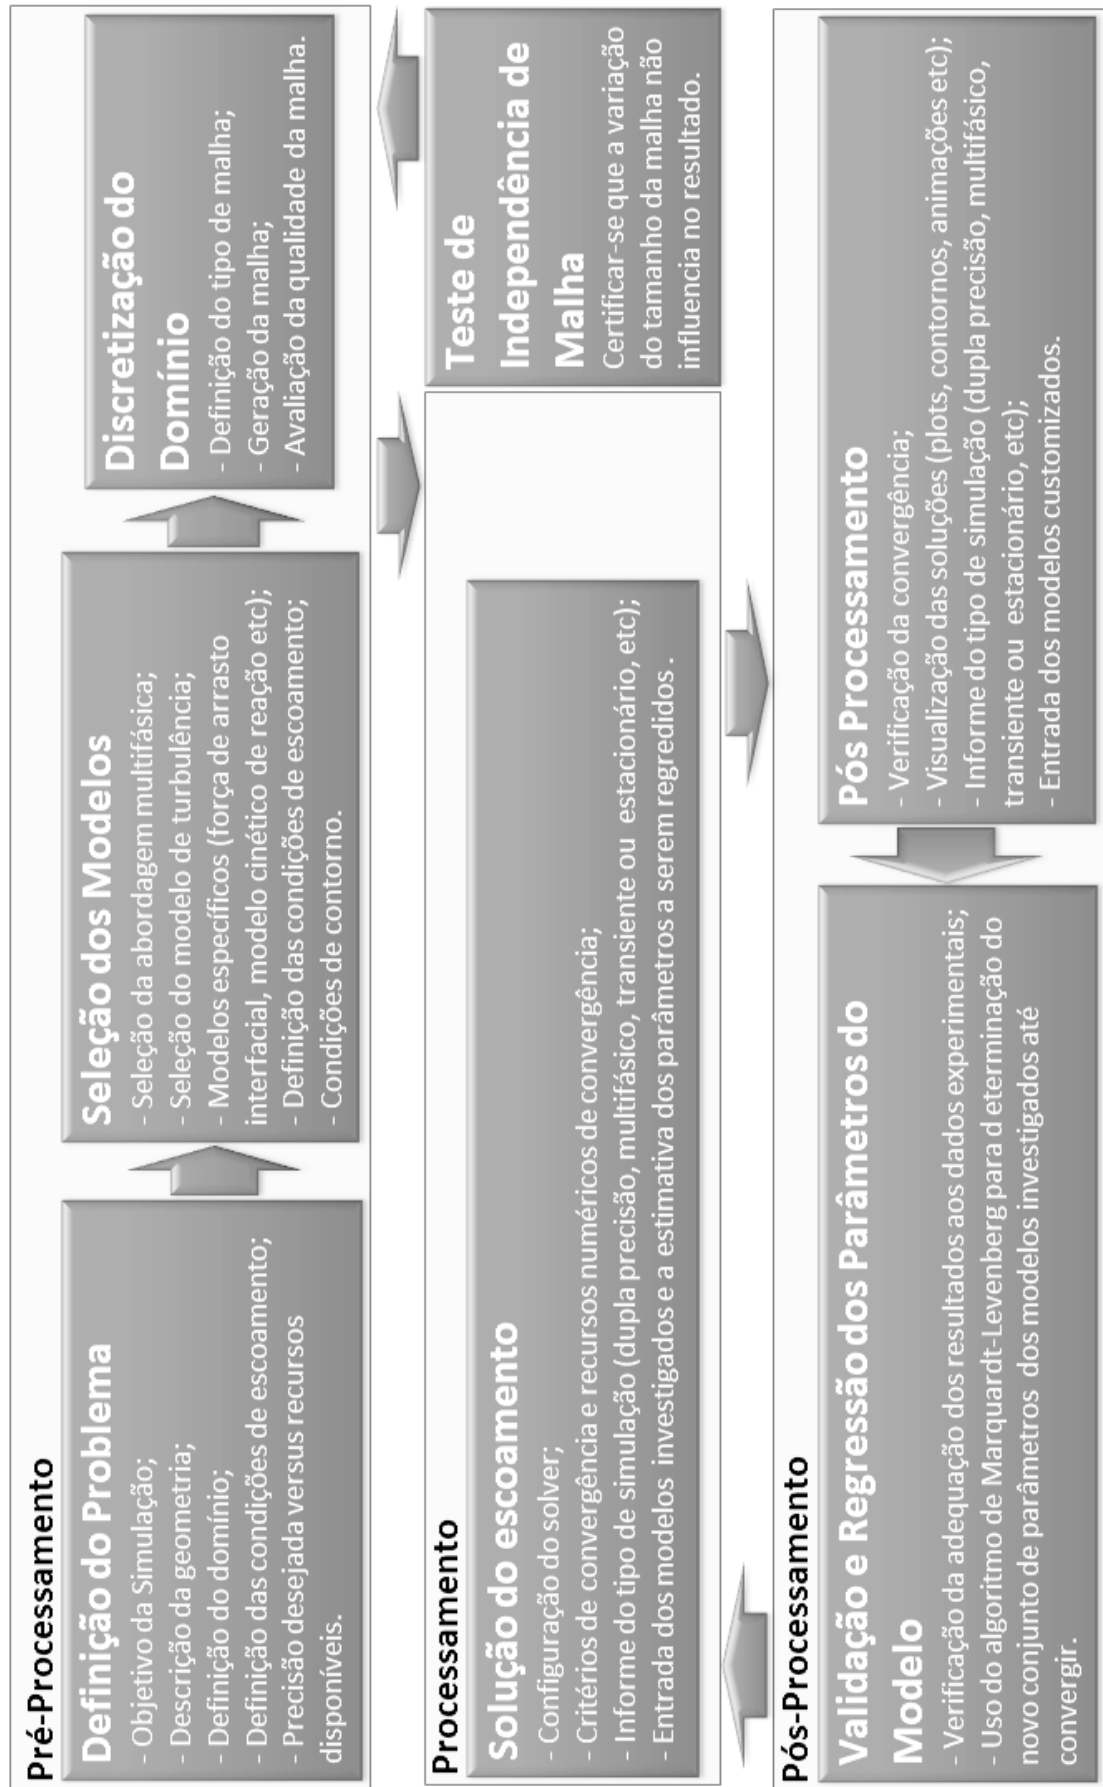 Pré-Processamento
Definição do Problema
- Objetivo da Simulação;
- Descrição da geometria;
- Definição do domínio;
- Definição das condições de escoamento;
- Precisão desejada versus recursos
disponíveis.
Seleção dos Modelos
- Seleção da abordagem multifásica;
- Seleção do modelo de turbulência;
- Modelos específicos (força de arrasto
interfacial, modelo cinético de reação etc);
- Definição das condições de escoamento;
- Condições de contorno.
Discretização do
Domínio
- Definição do tipo de malha;
- Geração da malha;
- Avaliação da qualidade da malha.
Processamento
Solução do escoamento
- Configuração do solver;
- Critérios de convergência e recursos numéricos de convergência;
- Informe do tipo de simulação (dupla precisão, multifásico, transiente ou estacionário, etc);
- Entrada dos modelos investigados e a estimativa dos parâmetros a serem regredidos.
Teste de
Independência de
Malha
Certificar-se que a variação
do tamanho da malha não
influencia no resultado.
Pós-Processamento
Validação e Regressão dos Parâmetros do
Modelo
- Verificação da adequação dos resultados aos dados experimentais;
- Uso do algoritmo de Marquardt-Levenberg para d eterminação do
novo conjunto de parâmetros dos modelos investigados até
convergir.
Pós Processamento
- Verificação da convergência;
- Visualização das soluções (plots, contornos, animações etc);
- Informe do tipo de simulação (dupla precisão, multifásico,
transiente ou estacionário, etc);
- Entrada dos modelos customizados.